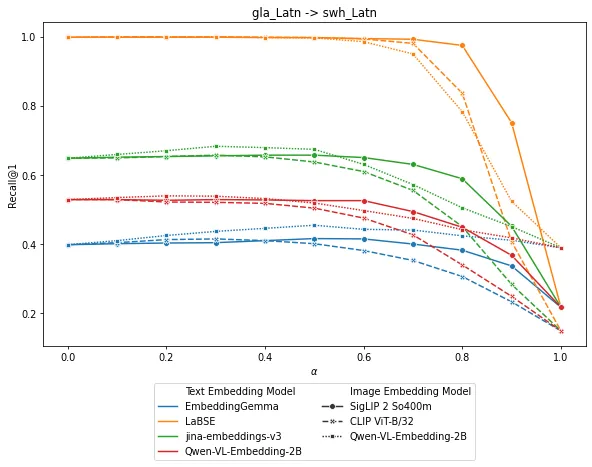 gla_Latn -> swh_Latn
1.0
0.8
0.6
0.4
0.2
Recall@1
0.0 0.2 0.4 0.6 0.8 1.0
α
Text Embedding Model Image Embedding Model
EmbeddingGemma SigLIP 2 So400m
LaBSE CLIP ViT-B/32
jina-embeddings-v3 Qwen-VL-Embedding-2B
Qwen-VL-Embedding-2B